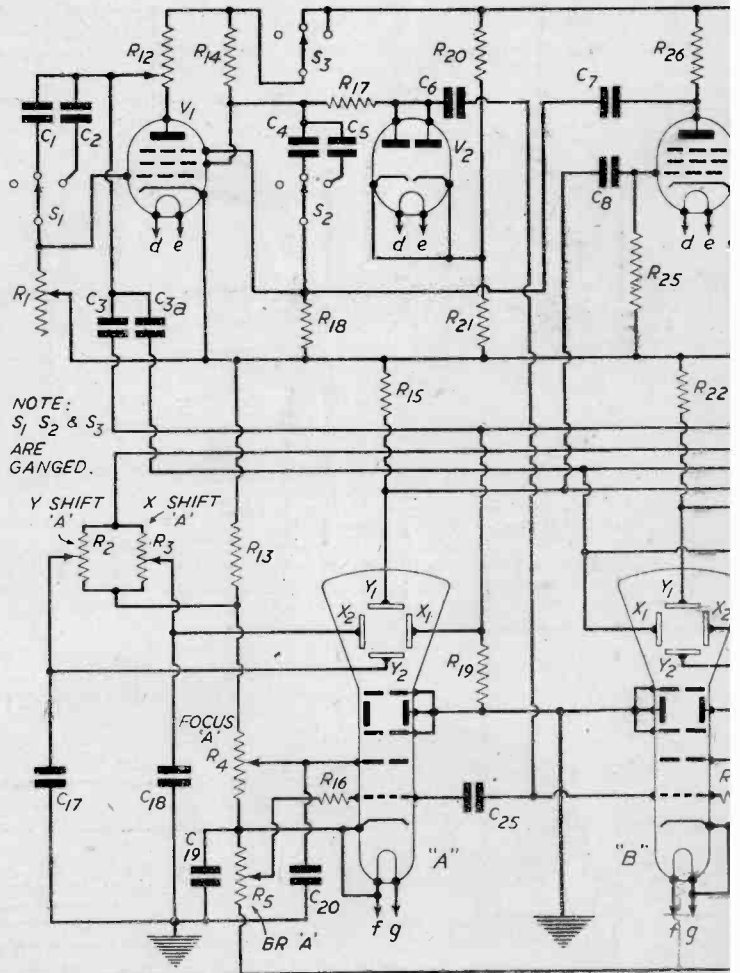 R12
R14
S3
R20
R26
R17
C6
C7
V1
C1
C2
C4
C5
V2
C8
S1
S2
d e
d e
d e
R1
C3
C3a
R18
R21
R25
R15
R22
NOTE:
S1 S2 & S3
ARE
GANGED.
Y SHIFT
'A'
X SHIFT
'A'
R2
R3
R13
Y1
X2
X1
Y2
Y1
X1
X2
Y2
R19
FOCUS
'A'
R4
R16
C17
C18
C25
C19
R5
C20
"A"
"B"
BR 'A'
f g
f g